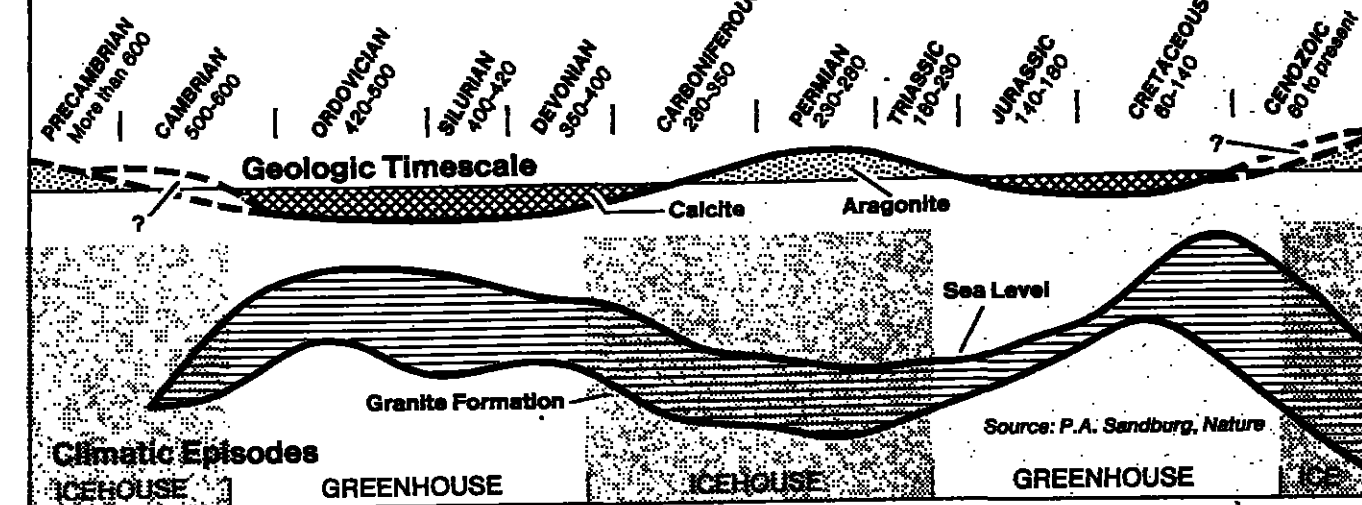 PRECAMBRIAN
More than 600
CAMBRIAN
500-600
ORDOVICIAN
420-500
SILURIAN
400-420
DEVONIAN
350-400
CARBONIFEROUS
280-350
PERMIAN
230-280
TRIASSIC
180-230
JURASSIC
140-180
CRETACEOUS
60-140
CENOZOIC
60 to present
?
Geologic Timescale
?
Calcite
Aragonite
Sea Level
Granite Formation
Source: P.A. Sandburg, Nature
Climatic Episodes
ICEHOUSE
GREENHOUSE
ICEHOUSE
GREENHOUSE
ICE